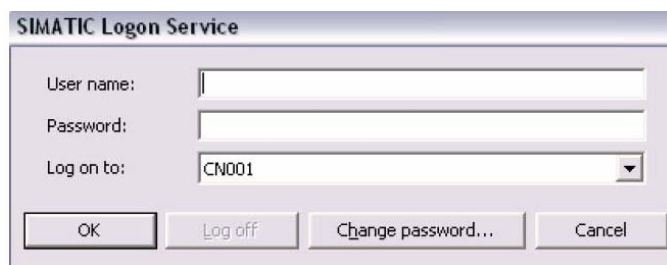 SIMATIC Logon Service
User name:
Password:
Log on to: CN001
OK Log off Change password... Cancel